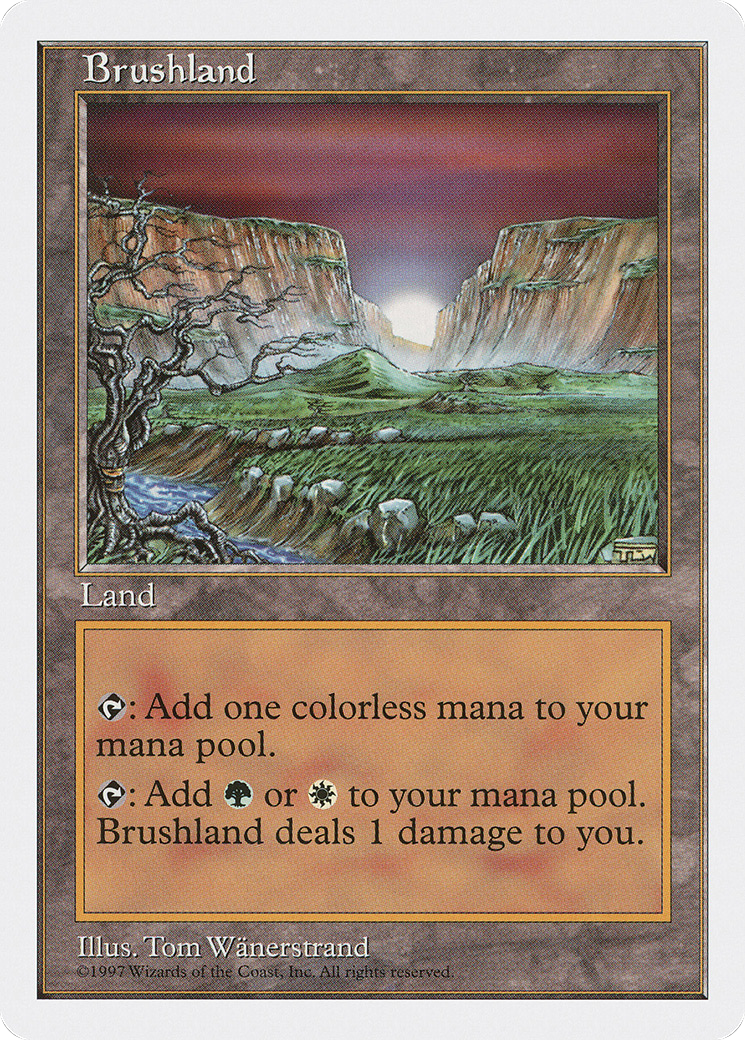 Brushland
TLW
Land
: Add one colorless mana to your
mana pool.
: Add or to your mana pool.
Brushland deals 1 damage to you.
Illus. Tom Wänerstrand
©1997 Wizards of the Coast, Inc. All rights reserved.